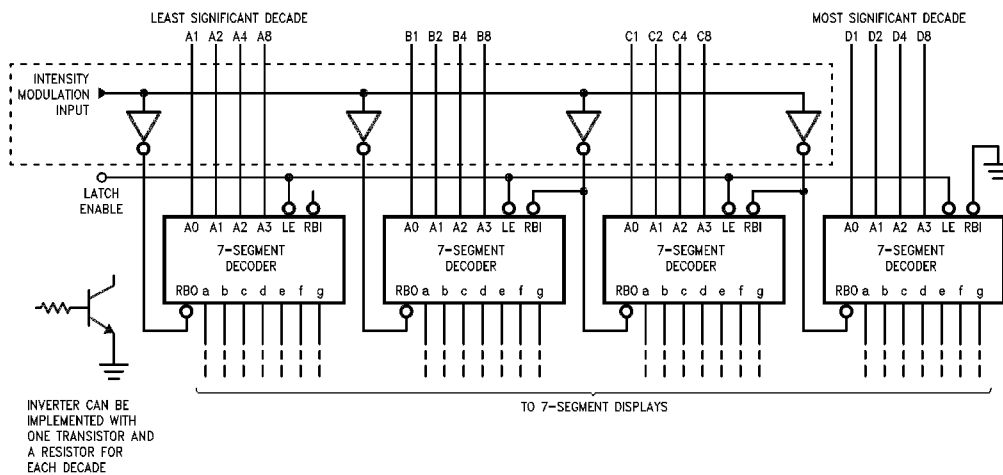 LEAST SIGNIFICANT DECADE
MOST SIGNIFICANT DECADE
A1 A2 A4 A8
B1 B2 B4 B8
C1 C2 C4 C8
D1 D2 D4 D8
INTENSITY
MODULATION
INPUT
LATCH
ENABLE
A0 A1 A2 A3 LE RBI
7-SEGMENT
DECODER
RBO a b c d e f g
A0 A1 A2 A3 LE RBI
7-SEGMENT
DECODER
RBO a b c d e f g
A0 A1 A2 A3 LE RBI
7-SEGMENT
DECODER
RBO a b c d e f g
A0 A1 A2 A3 LE RBI
7-SEGMENT
DECODER
RBO a b c d e f g
TO 7-SEGMENT DISPLAYS
INVERTER CAN BE
IMPLEMENTED WITH
ONE TRANSISTOR AND
A RESISTOR FOR
EACH DECADE